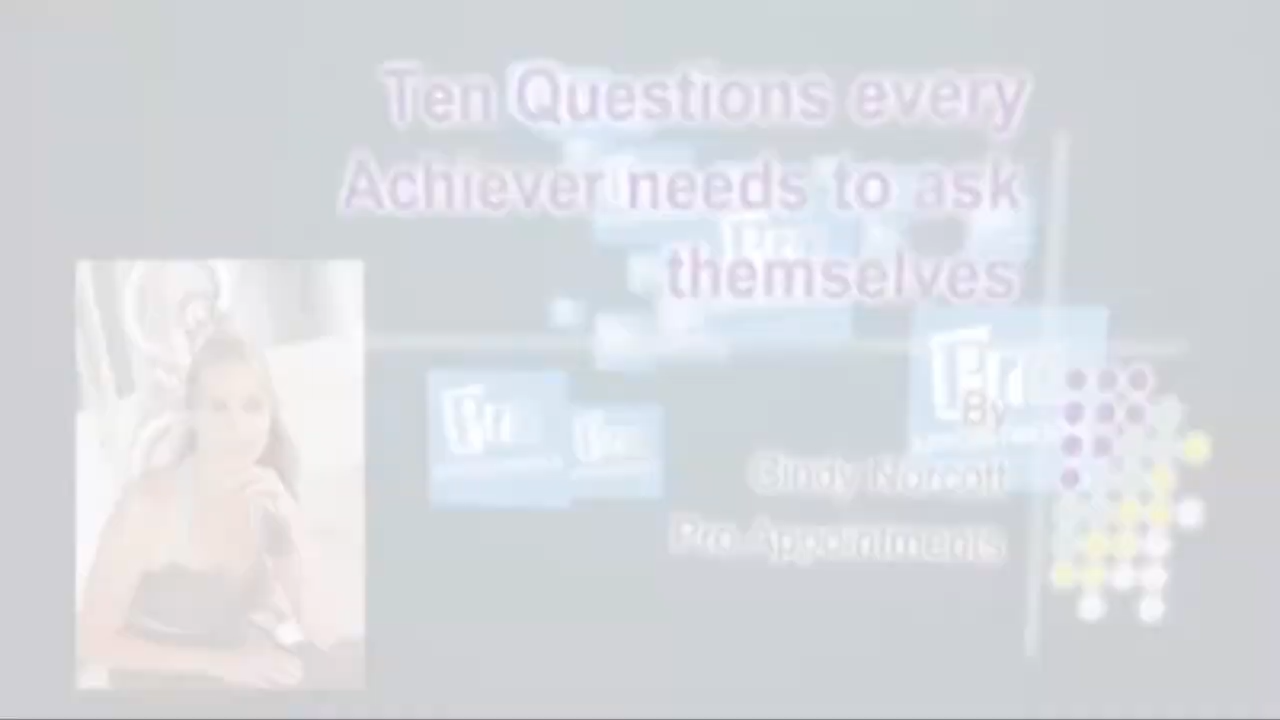 Ten Questions every
Achiever needs to ask
themselves
By
Cindy Norcott
Pro Appointments